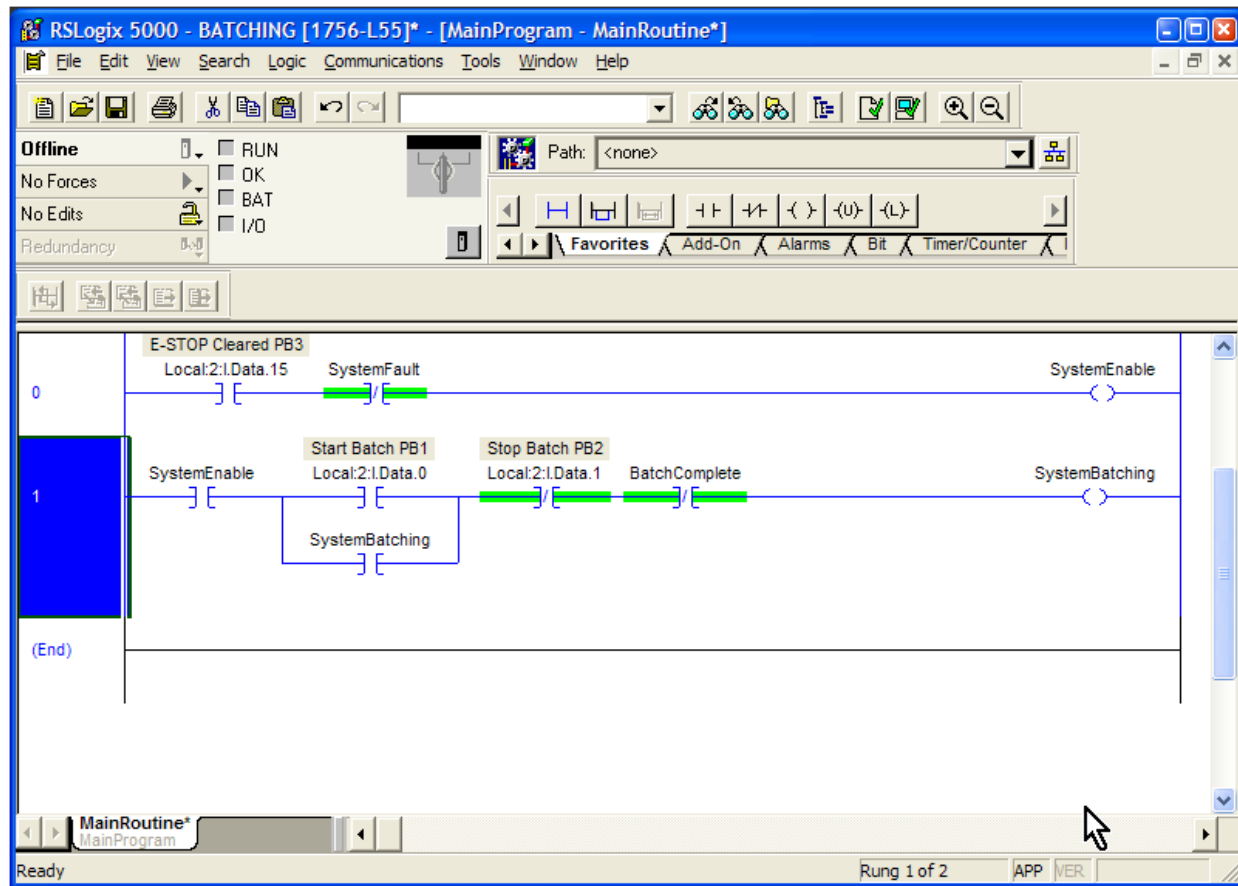 RSLogix 5000 - BATCHING [1756-L55]* - [MainProgram - MainRoutine*]
File Edit View Search Logic Communications Tools Window Help
Offline
RUN
Path: <none>
No Forces
OK
BAT
No Edits
I/O
Redundancy
Favorites Add-On Alarms Bit Timer/Counter
E-STOP Cleared PB3
Local:2:I.Data.15 SystemFault SystemEnable
0
Start Batch PB1 Stop Batch PB2
SystemEnable Local:2:I.Data.0 Local:2:I.Data.1 BatchComplete SystemBatching
1
SystemBatching
(End)
MainRoutine*
MainProgram
Ready Rung 1 of 2 APP VER